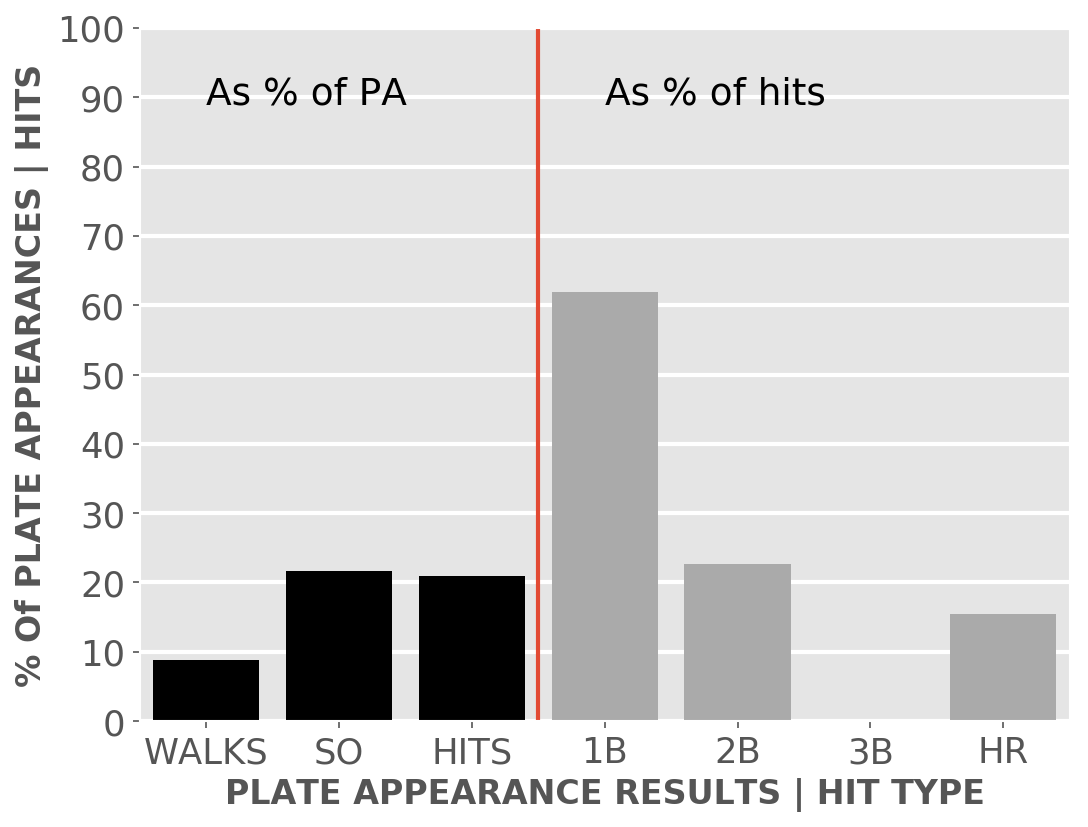 % Of PLATE APPEARANCES | HITS
100
90
80
70
60
50
40
30
20
10
0
As % of PA
As % of hits
WALKS SO HITS 1B 2B 3B HR
PLATE APPEARANCE RESULTS | HIT TYPE